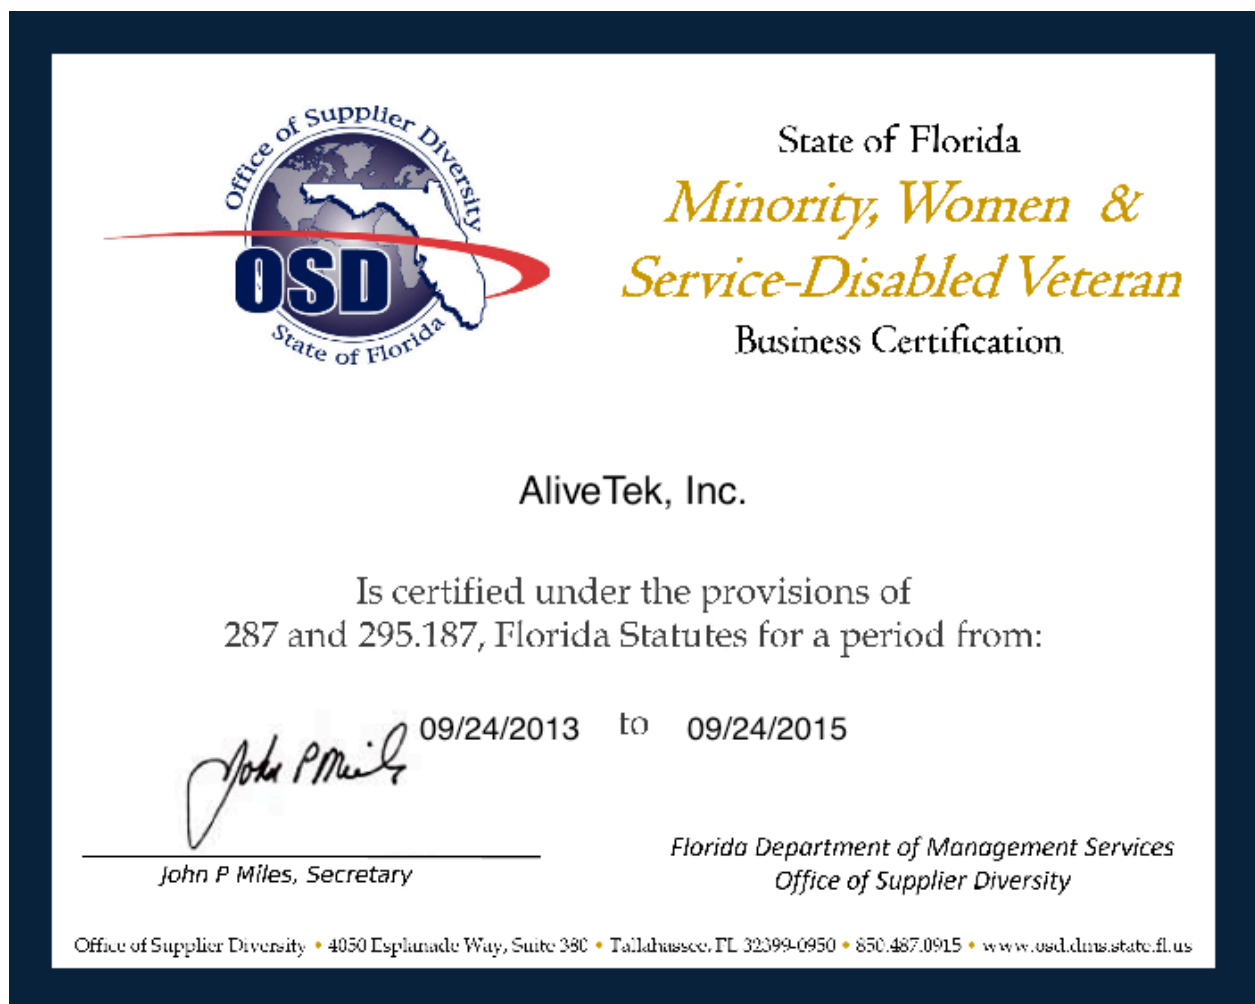 Office of Supplier Diversity
OSD
State of Florida
State of Florida
Minority, Women &
Service-Disabled Veteran
Business Certification
AliveTek, Inc.
Is certified under the provisions of
287 and 295.187, Florida Statutes for a period from:
09/24/2013 to 09/24/2015
John P Miles
John P Miles, Secretary
Florida Department of Management Services
Office of Supplier Diversity
Office of Supplier Diversity • 4050 Esplanade Way, Suite 380 • Tallahassee, FL 32399-0950 • 850.487.0915 • www.osd.dms.state.fl.us